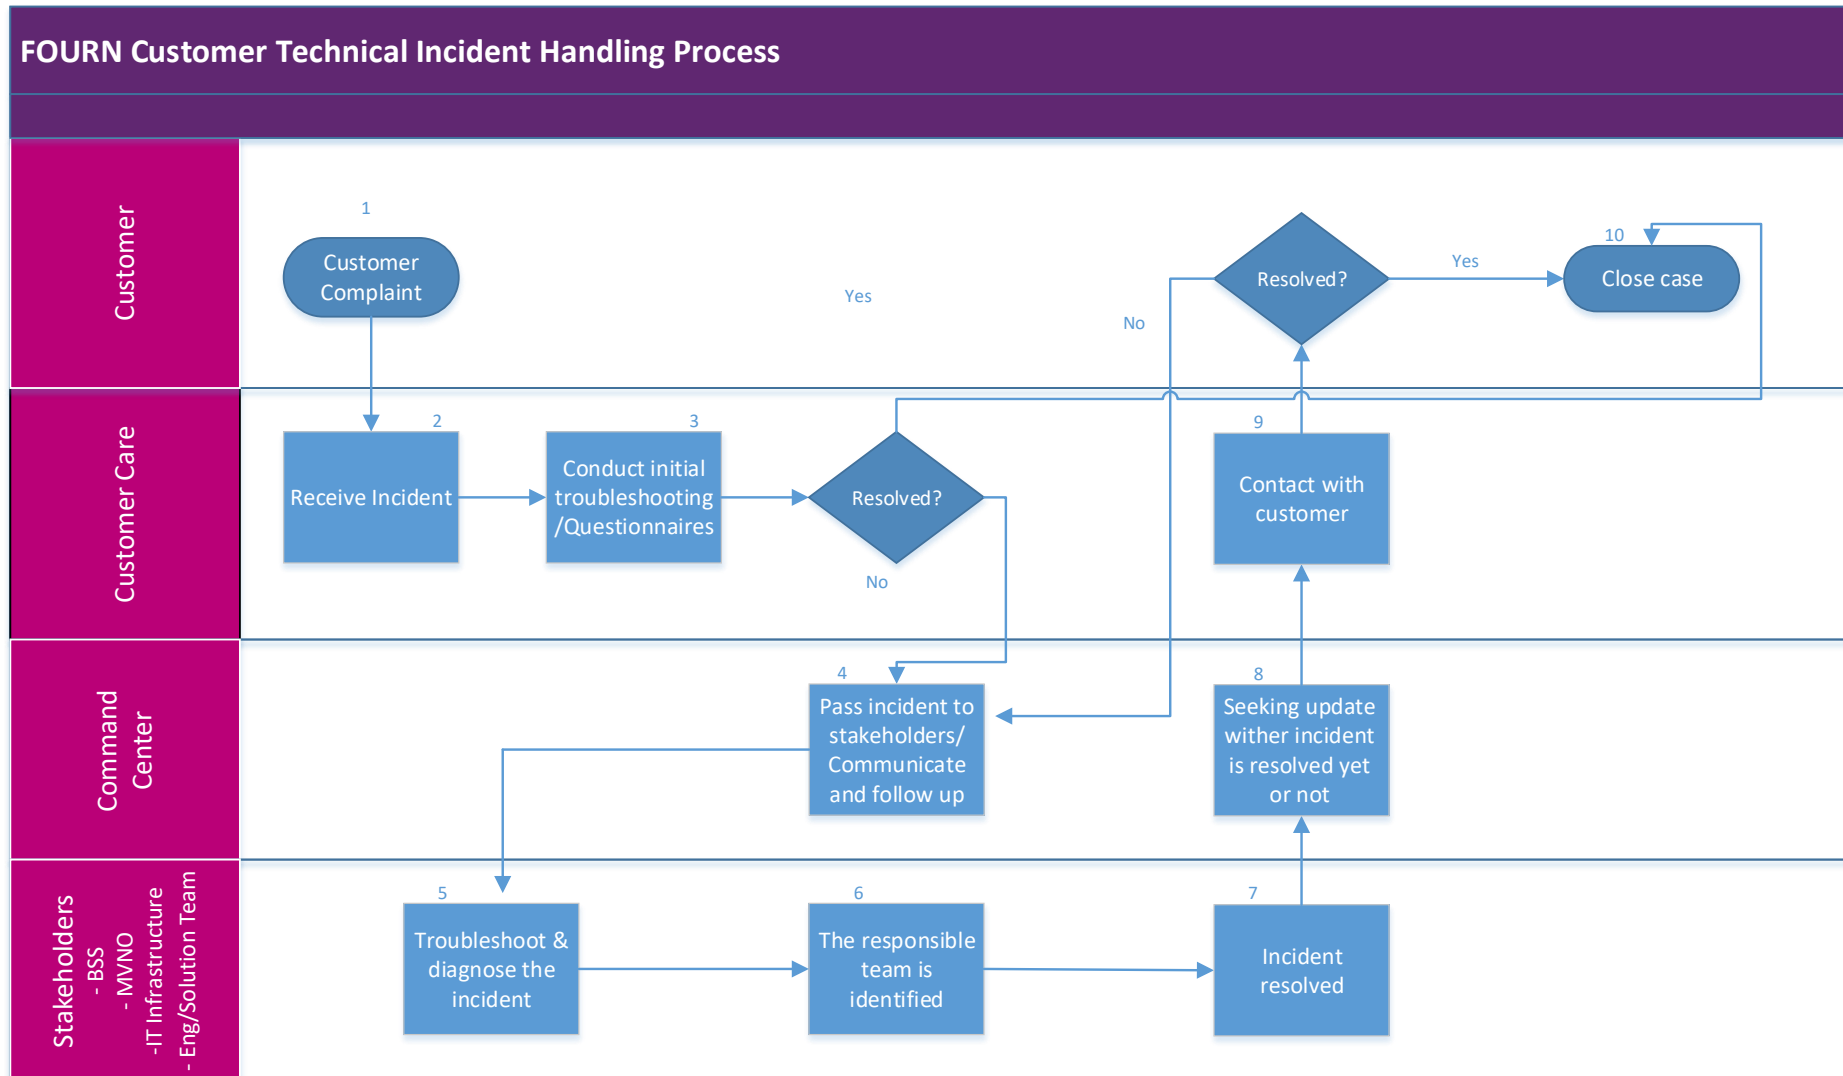 FOURN Customer Technical Incident Handling Process
Customer
1
Customer
Complaint
Yes
No
Resolved?
Yes
10
Close case
Customer Care
2
Receive Incident
3
Conduct initial
troubleshooting
/Questionnaires
Resolved?
No
9
Contact with
customer
Command
Center
4
Pass incident to
stakeholders/
Communicate
and follow up
8
Seeking update
wither incident
is resolved yet
or not
Stakeholders
- BSS
- MVNO
-IT Infrastructure
- Eng/Solution Team
5
Troubleshoot &
diagnose the
incident
6
The responsible
team is
identified
7
Incident
resolved